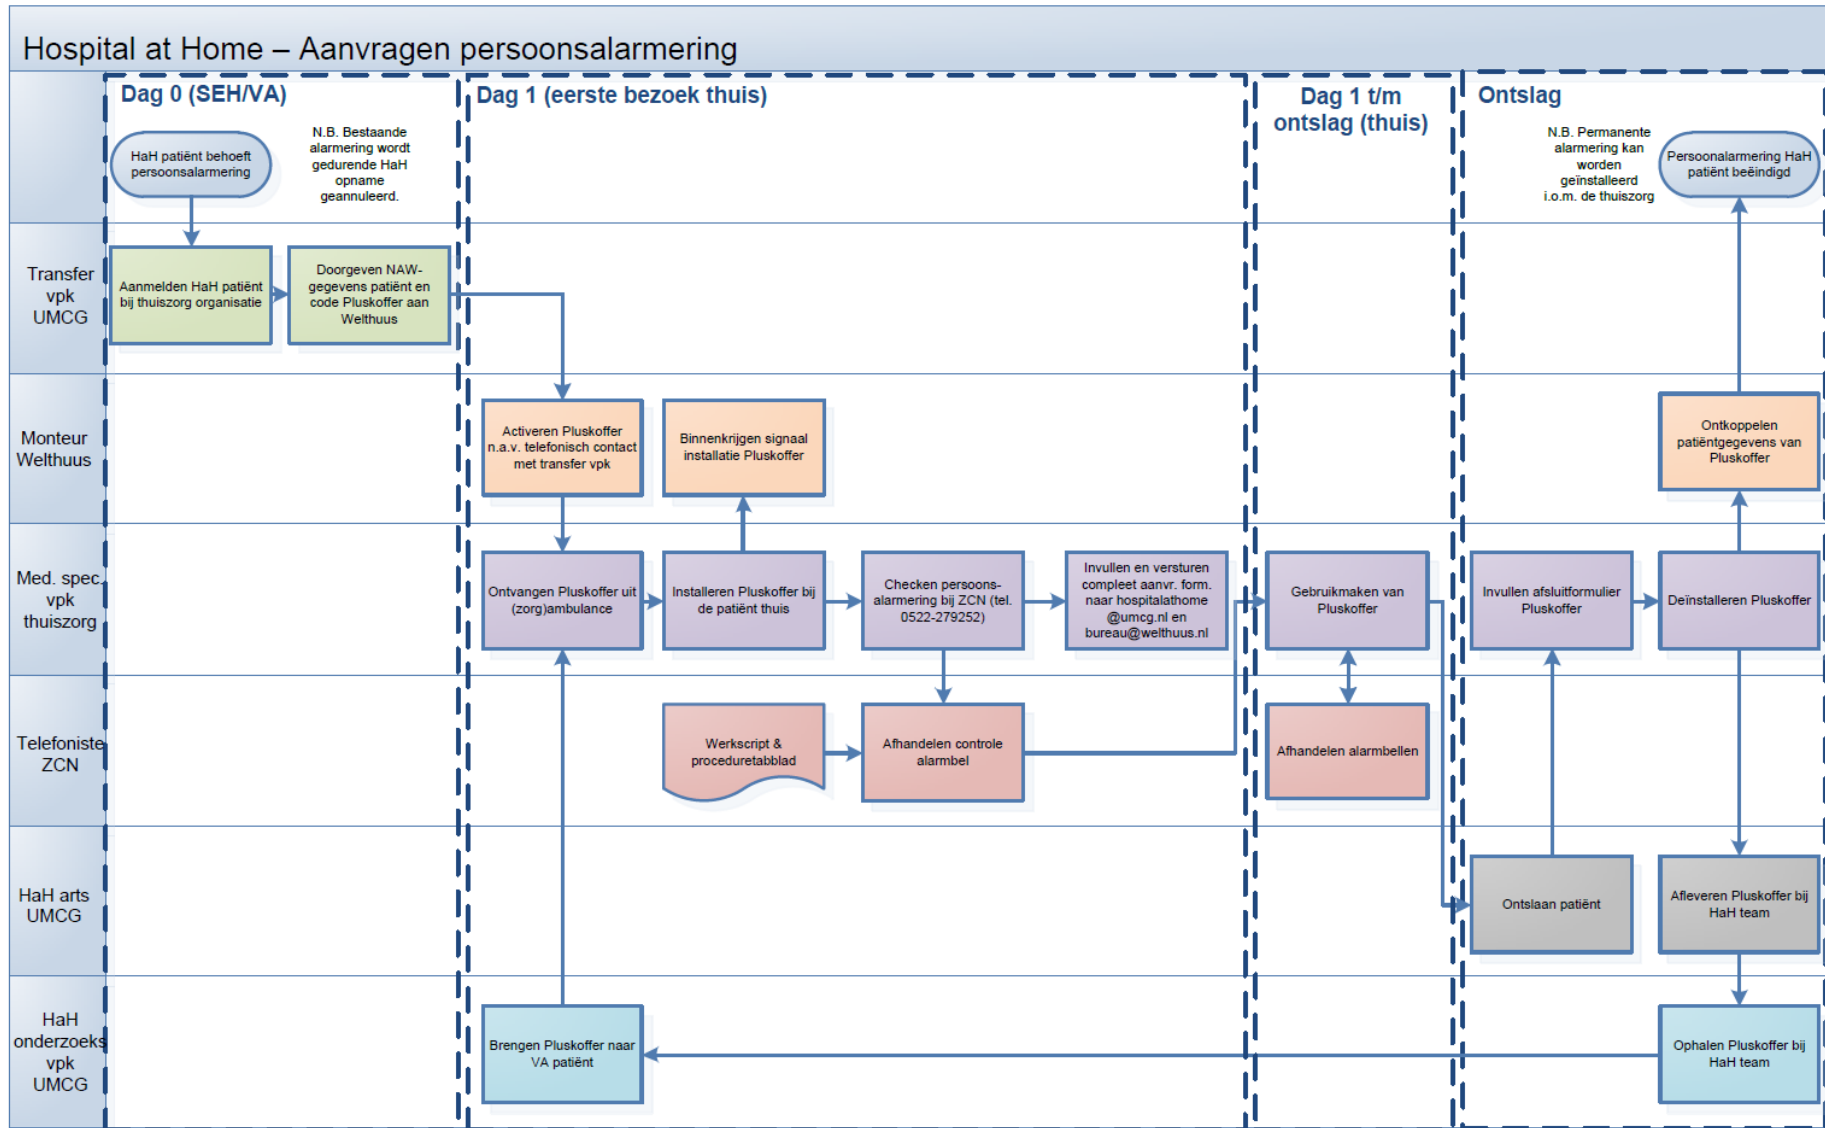 Hospital at Home – Aanvragen persoonsalarmering
Dag 0 (SEH/VA)
Dag 1 (eerste bezoek thuis)
Dag 1 t/m
ontslag (thuis)
Ontslag
HaH patiënt behoeft
persoonsalarmering
N.B. Bestaande
alarmering wordt
gedurende HaH
opname
geannuleerd.
N.B. Permanente
alarmering kan
worden
geïnstalleerd
i.o.m. de thuiszorg
Persoonalarmering HaH
patiënt beëindigd
Transfer
vpk
UMCG
Aanmelden HaH patiënt
bij thuiszorg organisatie
Doorgeven NAW-
gegevens patiënt en
code Pluskoffer aan
Welthuus
Monteur
Welthuus
Activeren Pluskoffer
n.a.v. telefonisch contact
met transfer vpk
Binnenkrijgen signaal
installatie Pluskoffer
Ontkoppelen
patiëntgegevens van
Pluskoffer
Med. spec.
vpk
thuiszorg
Ontvangen Pluskoffer uit
(zorg)ambulance
Installeren Pluskoffer bij
de patiënt thuis
Checken persoons-
alarmering bij ZCN (tel.
0522-279252)
Invullen en versturen
compleet aanvr. form.
naar hospitalathome
@umcg.nl en
bureau@welthuus.nl
Gebruikmaken van
Pluskoffer
Invullen afsluitformulier
Pluskoffer
Deïnstalleren Pluskoffer
Telefoniste
ZCN
Werkscript &
proceduretabblad
Afhandelen controle
alarmbel
Afhandelen alarmbellen
HaH arts
UMCG
Ontslaan patiënt
Afleveren Pluskoffer bij
HaH team
HaH
onderzoeks
vpk
UMCG
Brengen Pluskoffer naar
VA patiënt
Ophalen Pluskoffer bij
HaH team